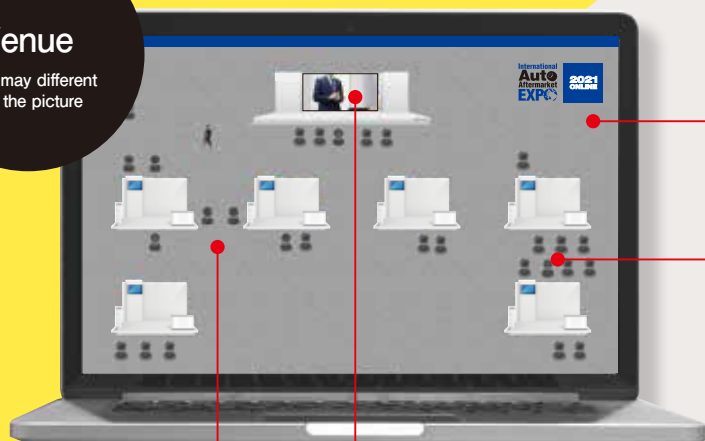 enue
may different
the picture
International
Auto
Aftermarket
EXPO
2021
ONLINE